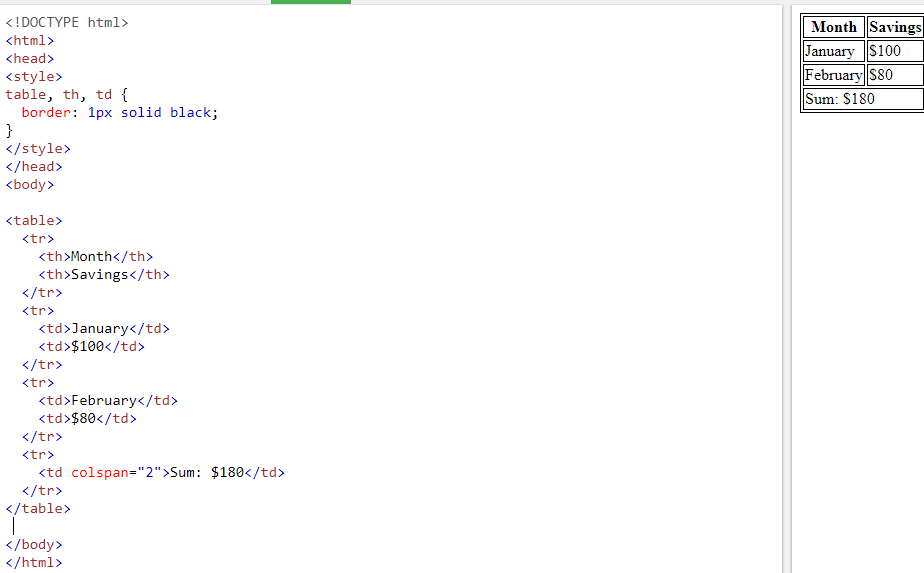 <!DOCTYPE html>
<html>
<head>
<style>
table, th, td {
  border: 1px solid black;
}
</style>
</head>
<body>

<table>
  <tr>
    <th>Month</th>
    <th>Savings</th>
  </tr>
  <tr>
    <td>January</td>
    <td>$100</td>
  </tr>
  <tr>
    <td>February</td>
    <td>$80</td>
  </tr>
  <tr>
    <td colspan="2">Sum: $180</td>
  </tr>
</table>

</body>
</html>
Month Savings
January $100
February $80
Sum: $180